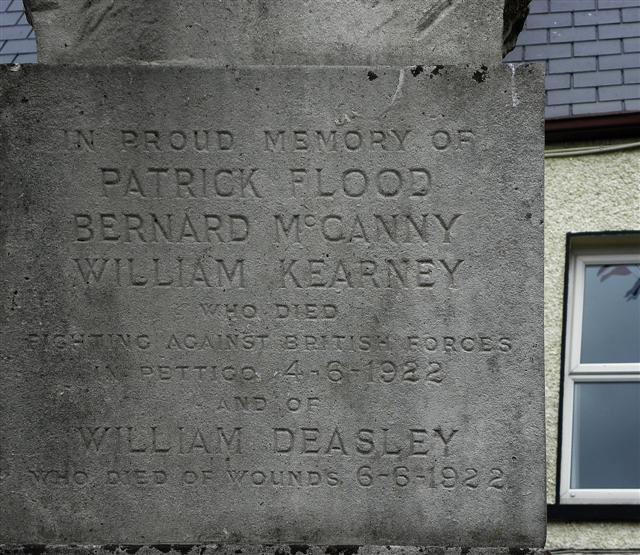 IN PROUD MEMORY OF
PATRICK FLOOD
BERNARD McCANNY
WILLIAM KEARNEY
WHO DIED
FIGHTING AGAINST BRITISH FORCES
IN PETTIGO 4-6-1922
AND OF
WILLIAM DEASLEY
WHO DIED OF WOUNDS 6-6-1922